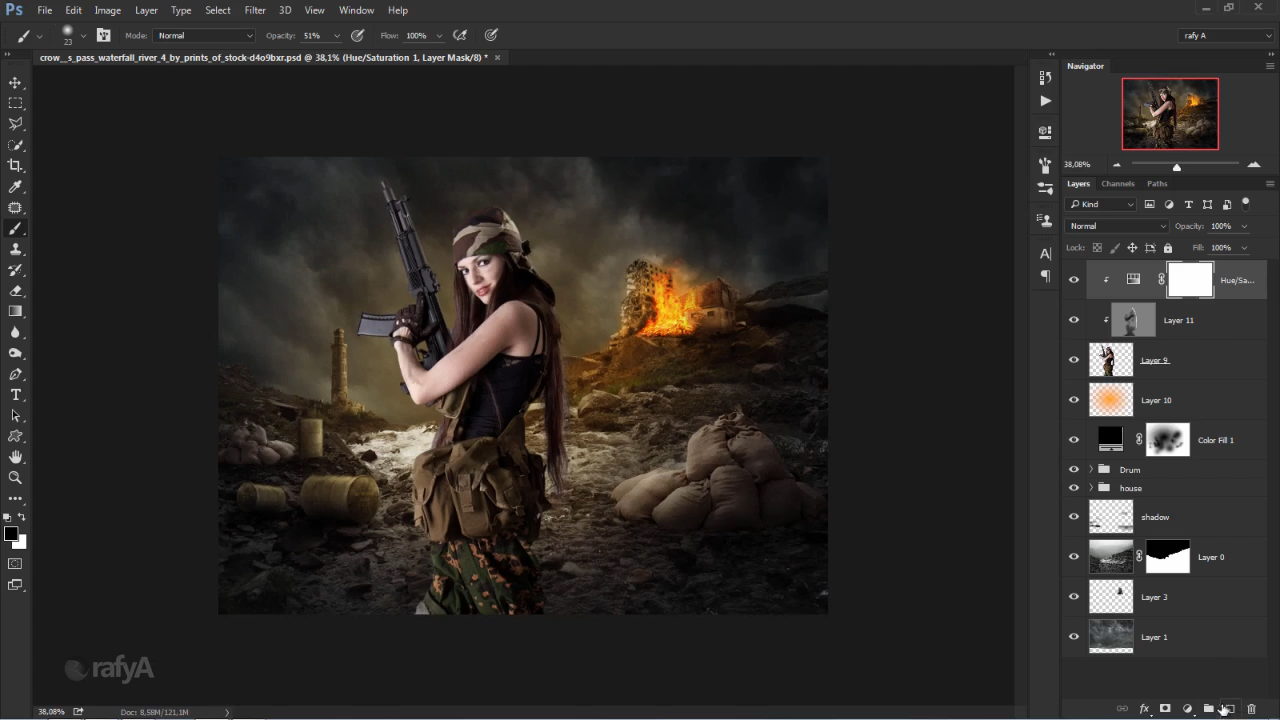 Ps File Edit Image Layer Type Select Filter 3D View Window Help
23 Mode: Normal Opacity: 51% Flow: 100% rafy A
crow__s_pass_waterfall_river_4_by_prints_of_stock-d4o9bxr.psd @ 38,1% (Hue/Saturation 1, Layer Mask/8) *
Navigator
38,08%
Layers Channels Paths
Kind
Normal Opacity: 100%
Lock: Fill: 100%
Hue/Sa...
Layer 11
Layer 9
Layer 10
Color Fill 1
Drum
house
shadow
Layer 0
Layer 3
Layer 1
rafyA
38,08% Doc: 8,58M/121,1M